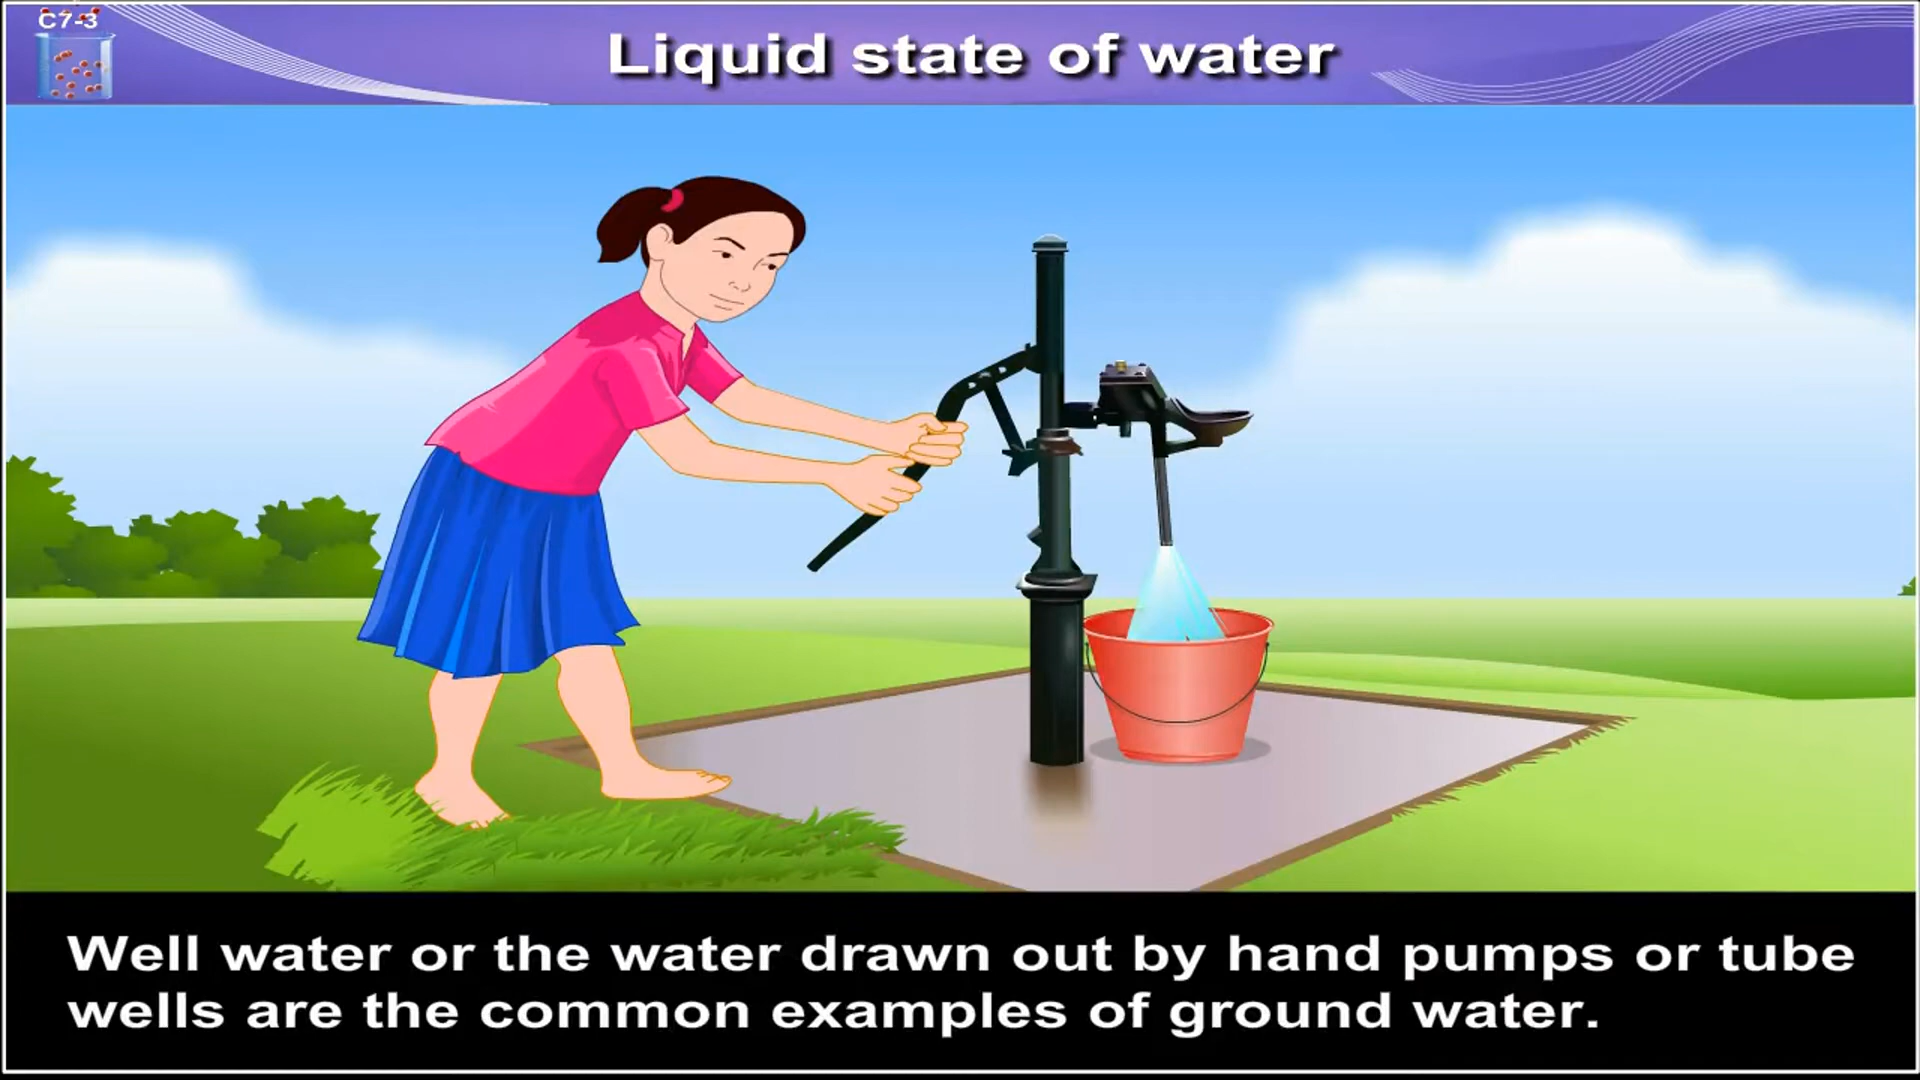 C7-3
Liquid state of water
Well water or the water drawn out by hand pumps or tube
wells are the common examples of ground water.